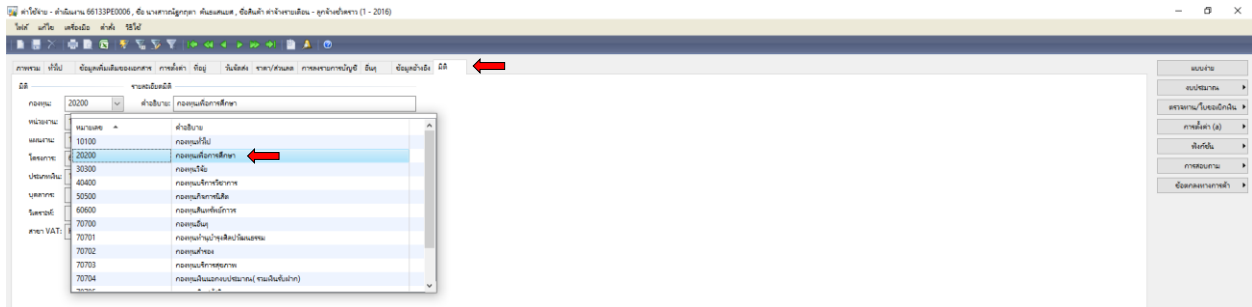 ค่าใช้จ่าย - ดำเนินงาน 66133PE0006 , ชื่อ นางสาวณัฐกฤตา พันธเสนเยศ , ชื่อสินค้า ค่าจ้างรายเดือน - ลูกจ้างชั่วคราว (1 - 2016)
ไฟล์ แก้ไข เครื่องมือ คำสั่ง วิธีใช้
ภาพรวม ทั่วไป ข้อมูลเพิ่มเติมของเอกสาร การตั้งค่า ที่อยู่ วันจัดส่ง ราคา/ส่วนลด การลงรายการบัญชี อื่นๆ ข้อมูลอ้างอิง มิติ
แบบง่าย
มิติ รายละเอียดมิติ
งบประมาณ
กองทุน: 20200 คำอธิบาย: กองทุนเพื่อการศึกษา
ตรวจทาน/ใบขอเบิกเงิน
หน่วยงาน:
การตั้งค่า (a)
หมายเลข คำอธิบาย
แผนงาน:
10100 กองทุนทั่วไป
ฟังก์ชัน
โครงการ:
20200 กองทุนเพื่อการศึกษา
30300 กองทุนวิจัย
การสอบถาม
ประเภทเงิน:
40400 กองทุนบริการวิชาการ
ข้อตกลงทางการค้า
บุคลากร:
50500 กองทุนกิจการนิสิต
วิเคราะห์:
60600 กองทุนสินทรัพย์ถาวร
70700 กองทุนอื่นๆ
สาขา VAT:
70701 กองทุนทำนุบำรุงศิลปวัฒนธรรม
70702 กองทุนสำรอง
70703 กองทุนบริการสุขภาพ
70704 กองทุนเงินนอกงบประมาณ( รวมเงินรับฝาก)